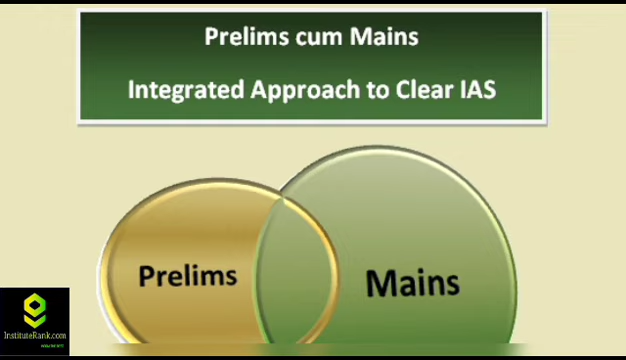 Prelims cum Mains
Integrated Approach to Clear IAS
Prelims
Mains
InstituteRank.com